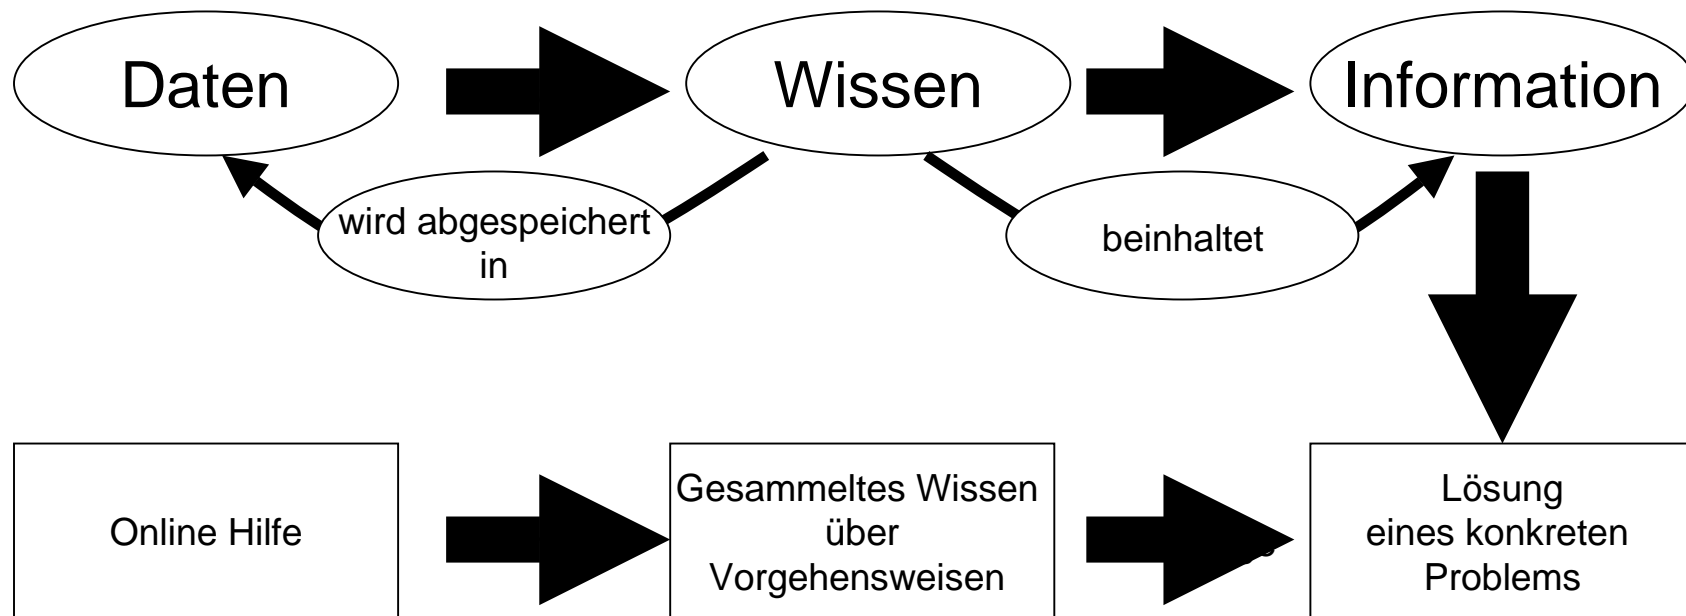 Daten
Wissen
Information
wird abgespeichert
in
beinhaltet
Online Hilfe
Gesammeltes Wissen
über
Vorgehensweisen
Lösung
eines konkreten
Problems